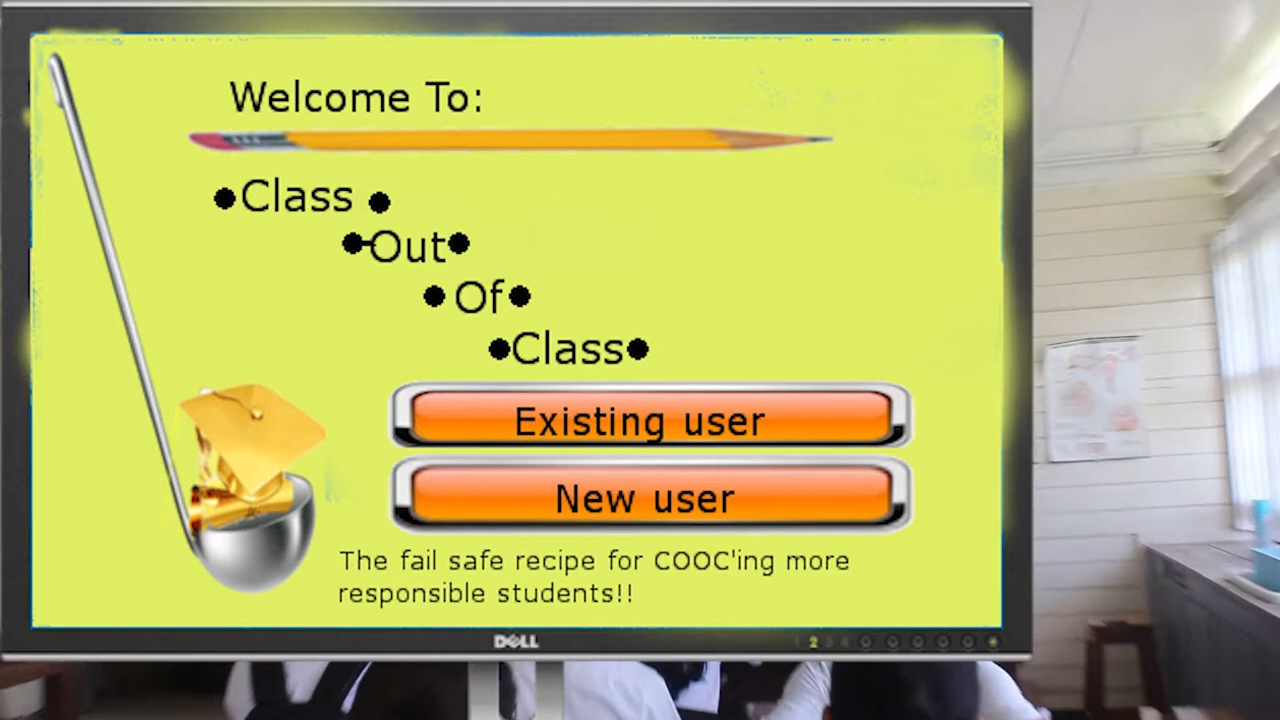 Welcome To:
Class
Out
Of
Class
Existing user
New user
The fail safe recipe for COOC'ing more
responsible students!!
DELL
2